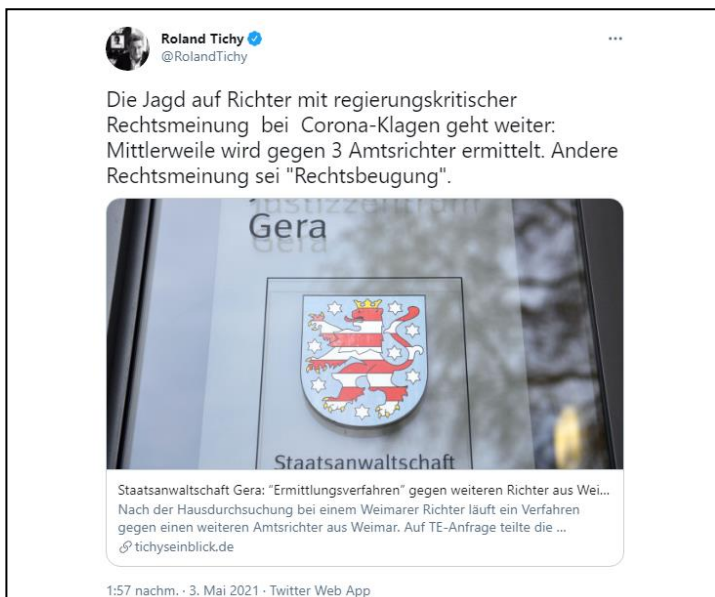 Roland Tichy
@RolandTichy
Die Jagd auf Richter mit regierungskritischer
Rechtsmeinung bei Corona-Klagen geht weiter:
Mittlerweile wird gegen 3 Amtsrichter ermittelt. Andere
Rechtsmeinung sei "Rechtsbeugung".
Justizzentrum
Gera
Staatsanwaltschaft
Staatsanwaltschaft Gera: "Ermittlungsverfahren" gegen weiteren Richter aus Wei...
Nach der Hausdurchsuchung bei einem Weimarer Richter läuft ein Verfahren
gegen einen weiteren Amtsrichter aus Weimar. Auf TE-Anfrage teilte die ...
tichyseinblick.de
1:57 nachm. · 3. Mai 2021 · Twitter Web App